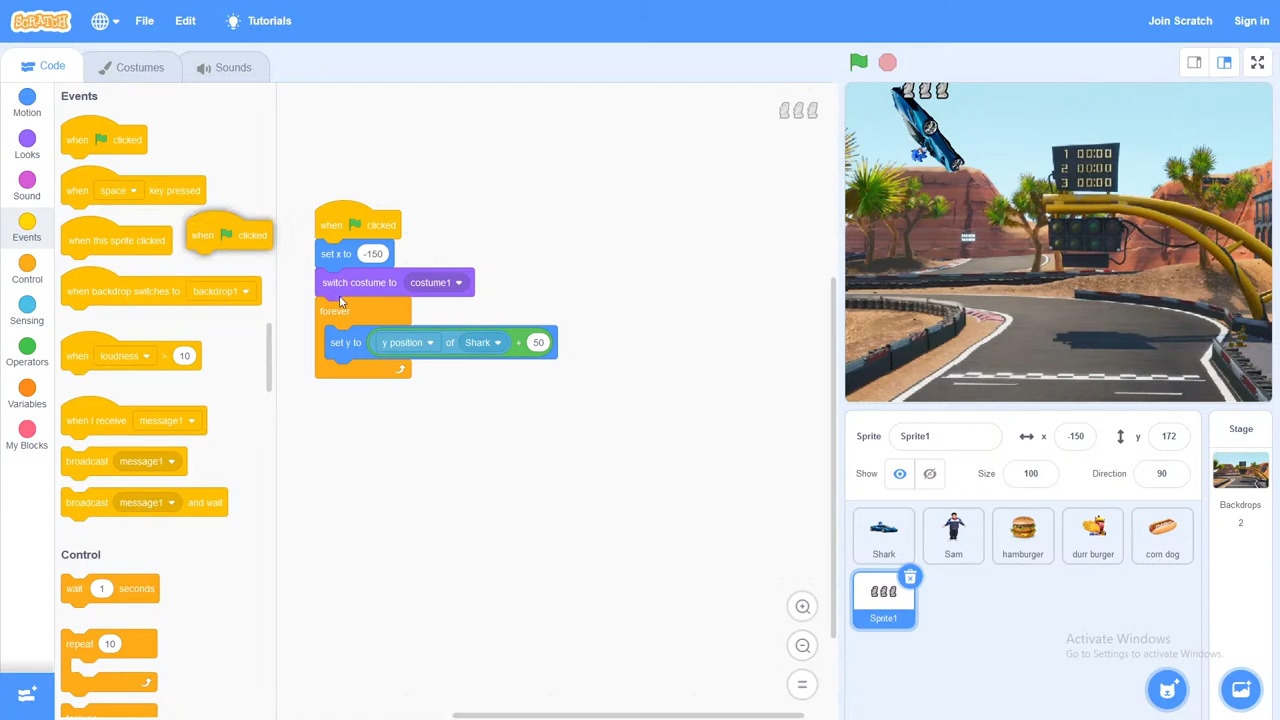 SCRATCH File Edit Tutorials Join Scratch Sign in
Code Costumes Sounds
Motion
Looks
Sound
Events
Control
Sensing
Operators
Variables
My Blocks
Events
when clicked
when space key pressed
when this sprite clicked
when clicked
when backdrop switches to backdrop1
when loudness > 10
when I receive message1
broadcast message1
broadcast message1 and wait
Control
wait 1 seconds
repeat 10
when clicked
set x to -150
switch costume to costume1
forever
set y to y position of Shark + 50
1 00:00
2 00:00
3 00:00
Sprite Sprite1 x -150 y 172
Show Size 100 Direction 90
Shark Sam hamburger durr burger corn dog
Sprite1
Stage
Backdrops
2
Activate Windows
Go to Settings to activate Windows.